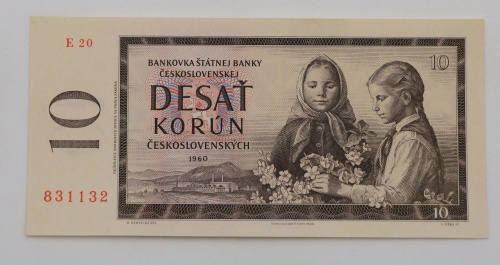 E 20
BANKOVKA ŠTÁTNEJ BANKY
ČESKOSLOVENSKEJ
10
DESAŤ
KORÚN
ČESKOSLOVENSKÝCH
1960
10
831132
10